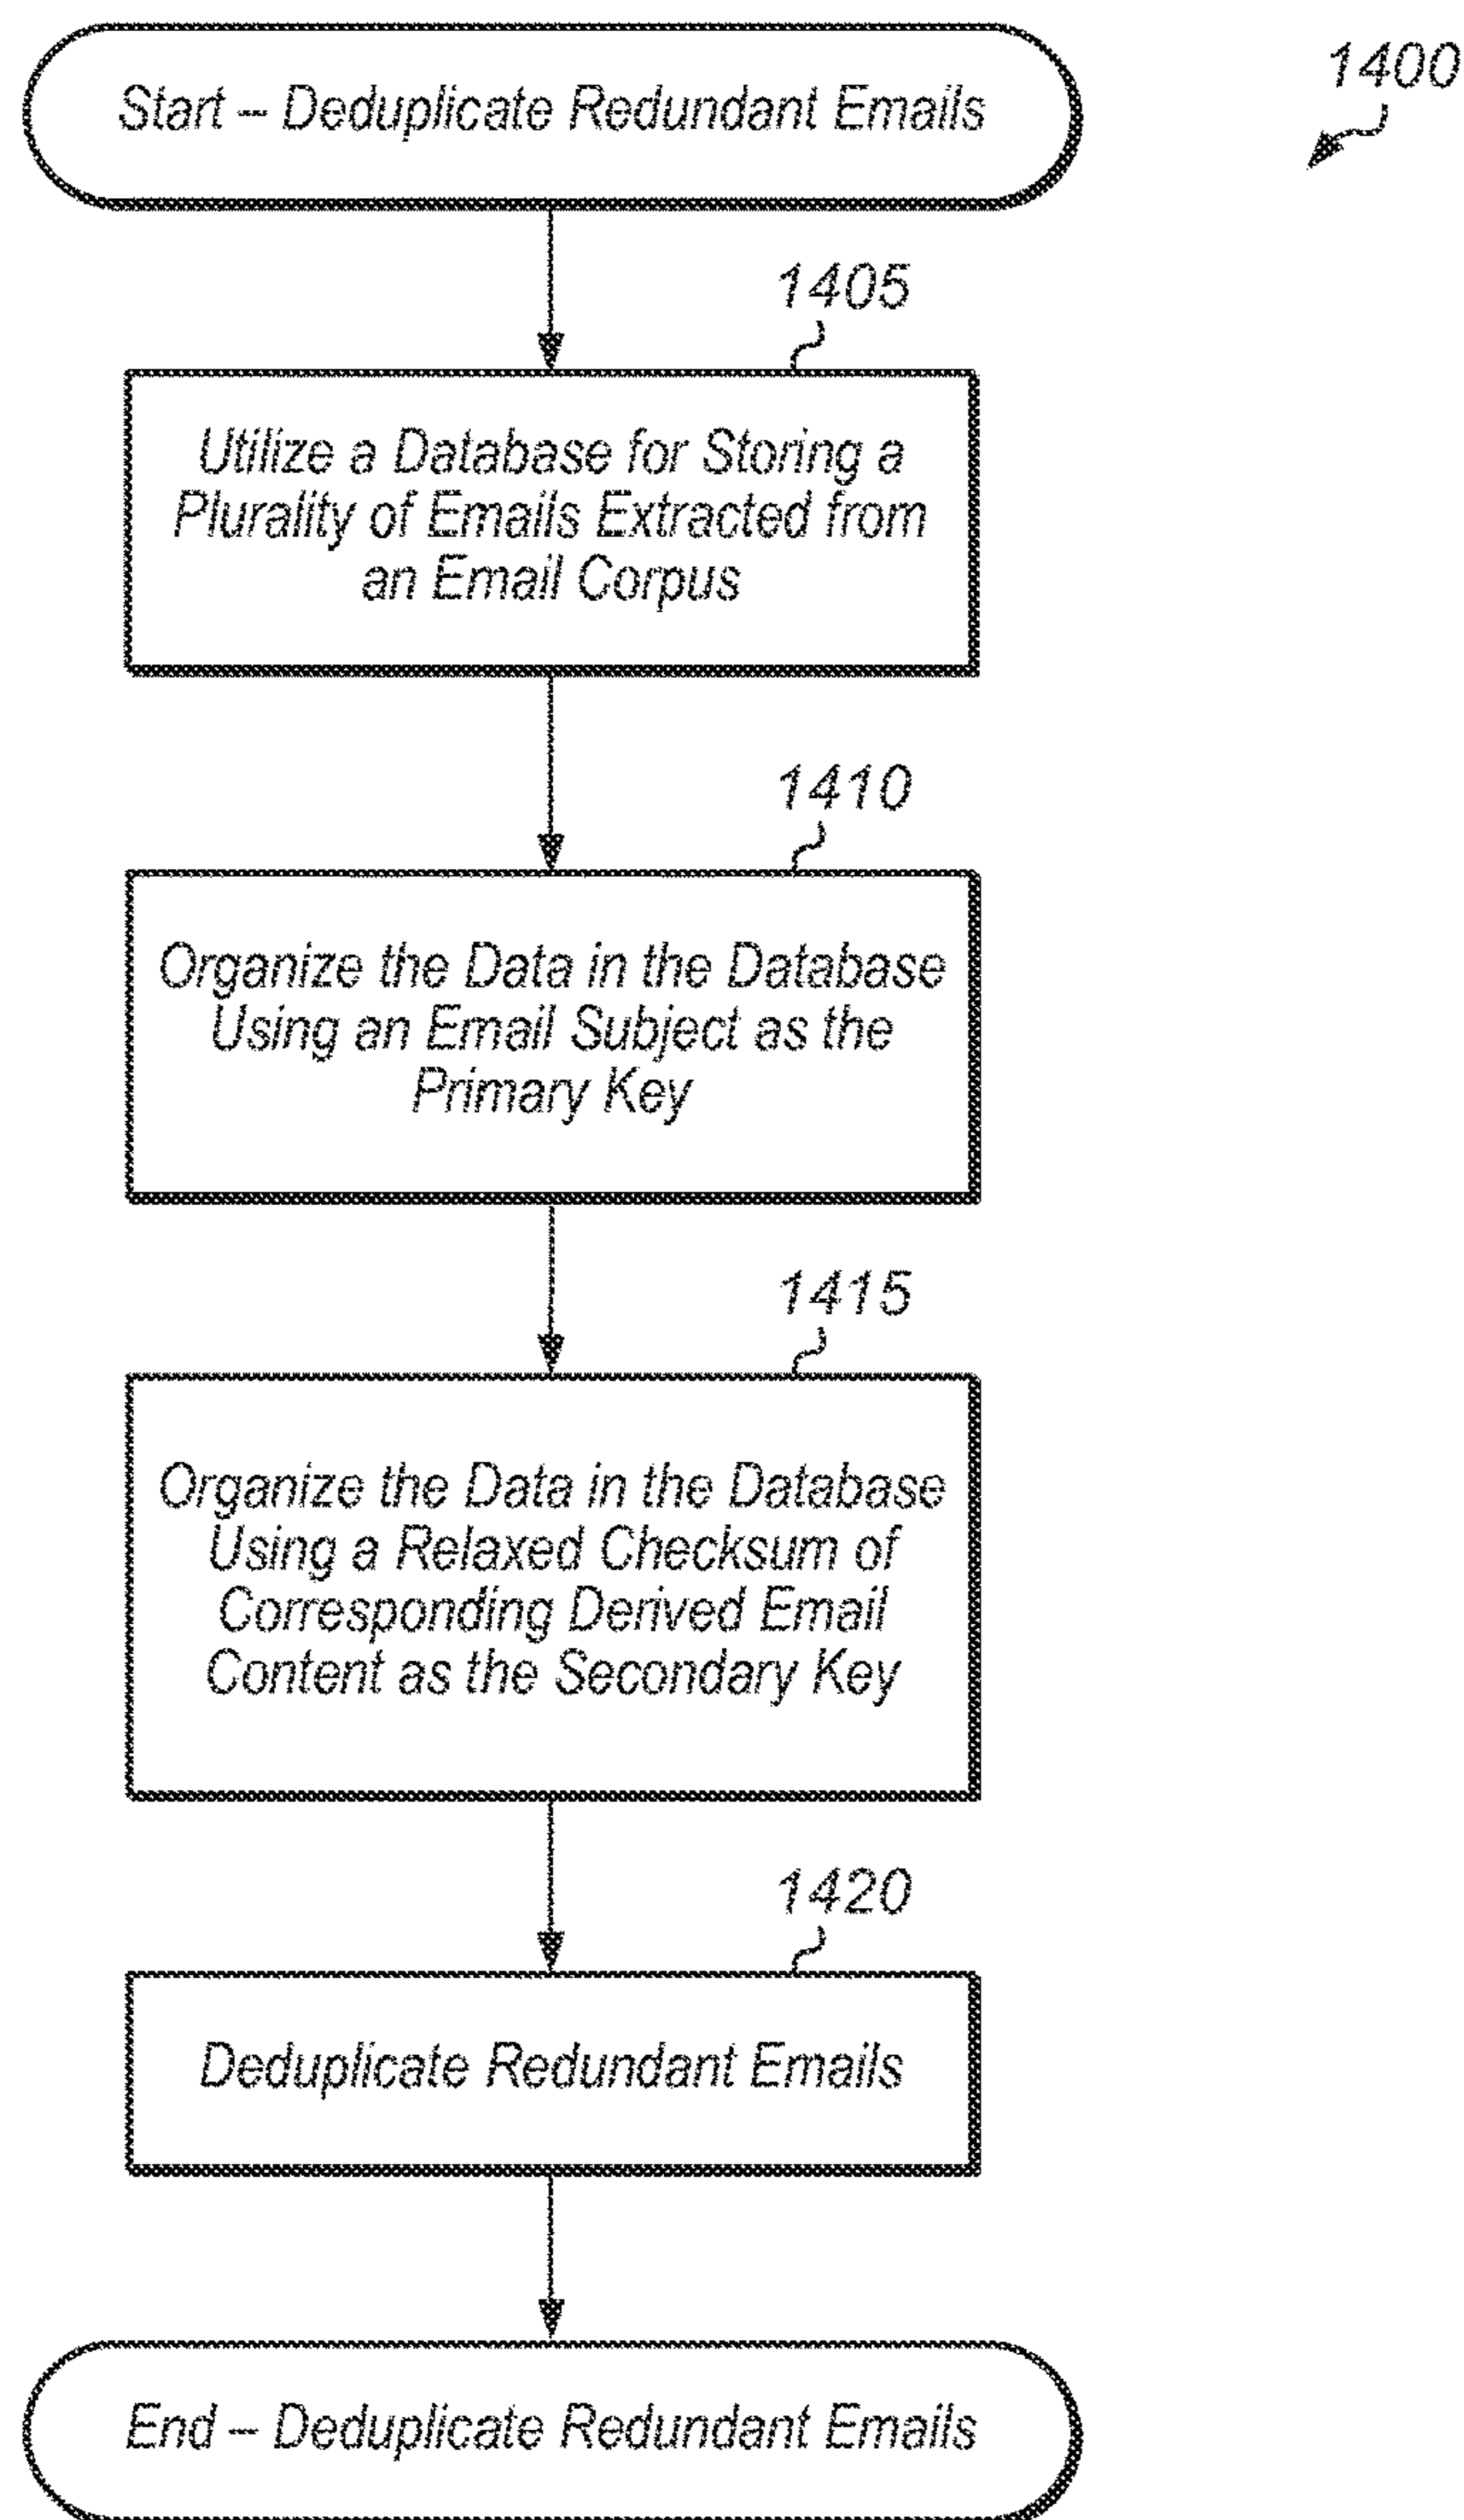 Start – Deduplicate Redundant Emails
1400
1405
Utilize a Database for Storing a
Plurality of Emails Extracted from
an Email Corpus
1410
Organize the Data in the Database
Using an Email Subject as the
Primary Key
1415
Organize the Data in the Database
Using a Relaxed Checksum of
Corresponding Derived Email
Content as the Secondary Key
1420
Deduplicate Redundant Emails
End – Deduplicate Redundant Emails